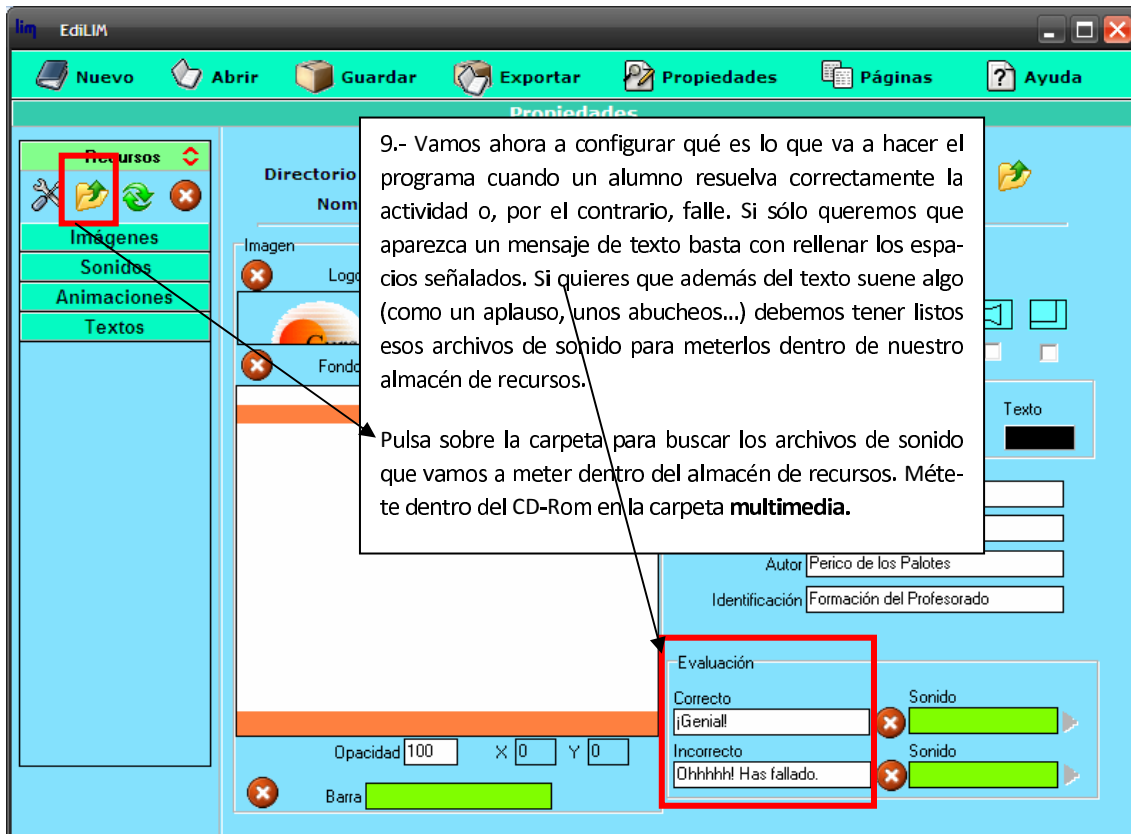 lim EdiLIM
Nuevo Abrir Guardar Exportar Propiedades Páginas Ayuda
Propiedades
Recursos
Imágenes
Sonidos
Animaciones
Textos
Directorio
Nom
Imagen
Logo
Fondo
9.- Vamos ahora a configurar qué es lo que va a hacer el
programa cuando un alumno resuelva correctamente la
actividad o, por el contrario, falle. Si sólo queremos que
aparezca un mensaje de texto basta con rellenar los espa-
cios señalados. Si quieres que además del texto suene algo
(como un aplauso, unos abucheos...) debemos tener listos
esos archivos de sonido para meterlos dentro de nuestro
almacén de recursos.
Pulsa sobre la carpeta para buscar los archivos de sonido
que vamos a meter dentro del almacén de recursos. Méte-
te dentro del CD-Rom en la carpeta multimedia.
Texto
Autor Perico de los Palotes
Identificación Formación del Profesorado
Evaluación
Correcto Sonido
¡Genial!
Incorrecto Sonido
Ohhhhh! Has fallado.
Opacidad 100 X 0 Y 0
Barra